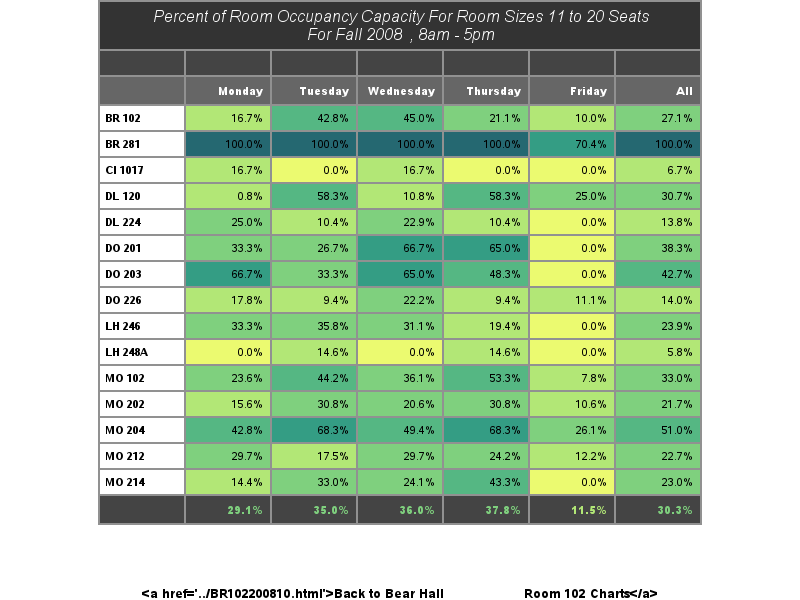 Percent of Room Occupancy Capacity For Room Sizes 11 to 20 Seats
For Fall 2008 , 8am - 5pm
Monday Tuesday Wednesday Thursday Friday All
BR 102 16.7% 42.8% 45.0% 21.1% 10.0% 27.1%
BR 281 100.0% 100.0% 100.0% 100.0% 70.4% 100.0%
CI 1017 16.7% 0.0% 16.7% 0.0% 0.0% 6.7%
DL 120 0.8% 58.3% 10.8% 58.3% 25.0% 30.7%
DL 224 25.0% 10.4% 22.9% 10.4% 0.0% 13.8%
DO 201 33.3% 26.7% 66.7% 65.0% 0.0% 38.3%
DO 203 66.7% 33.3% 65.0% 48.3% 0.0% 42.7%
DO 226 17.8% 9.4% 22.2% 9.4% 11.1% 14.0%
LH 246 33.3% 35.8% 31.1% 19.4% 0.0% 23.9%
LH 248A 0.0% 14.6% 0.0% 14.6% 0.0% 5.8%
MO 102 23.6% 44.2% 36.1% 53.3% 7.8% 33.0%
MO 202 15.6% 30.8% 20.6% 30.8% 10.6% 21.7%
MO 204 42.8% 68.3% 49.4% 68.3% 26.1% 51.0%
MO 212 29.7% 17.5% 29.7% 24.2% 12.2% 22.7%
MO 214 14.4% 33.0% 24.1% 43.3% 0.0% 23.0%
29.1% 35.0% 36.0% 37.8% 11.5% 30.3%
<a href='../BR102200810.html'>Back to Bear Hall Room 102 Charts</a>